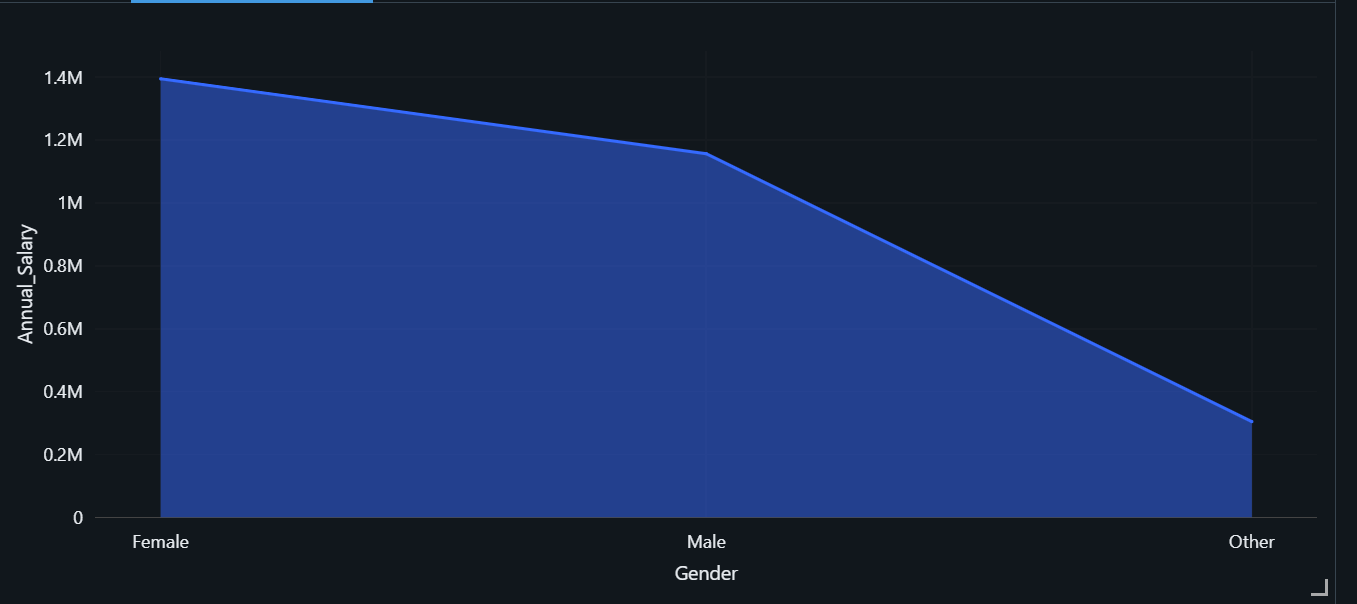 1.4M
1.2M
1M
0.8M
0.6M
0.4M
0.2M
0
Annual_Salary
Female
Male
Other
Gender